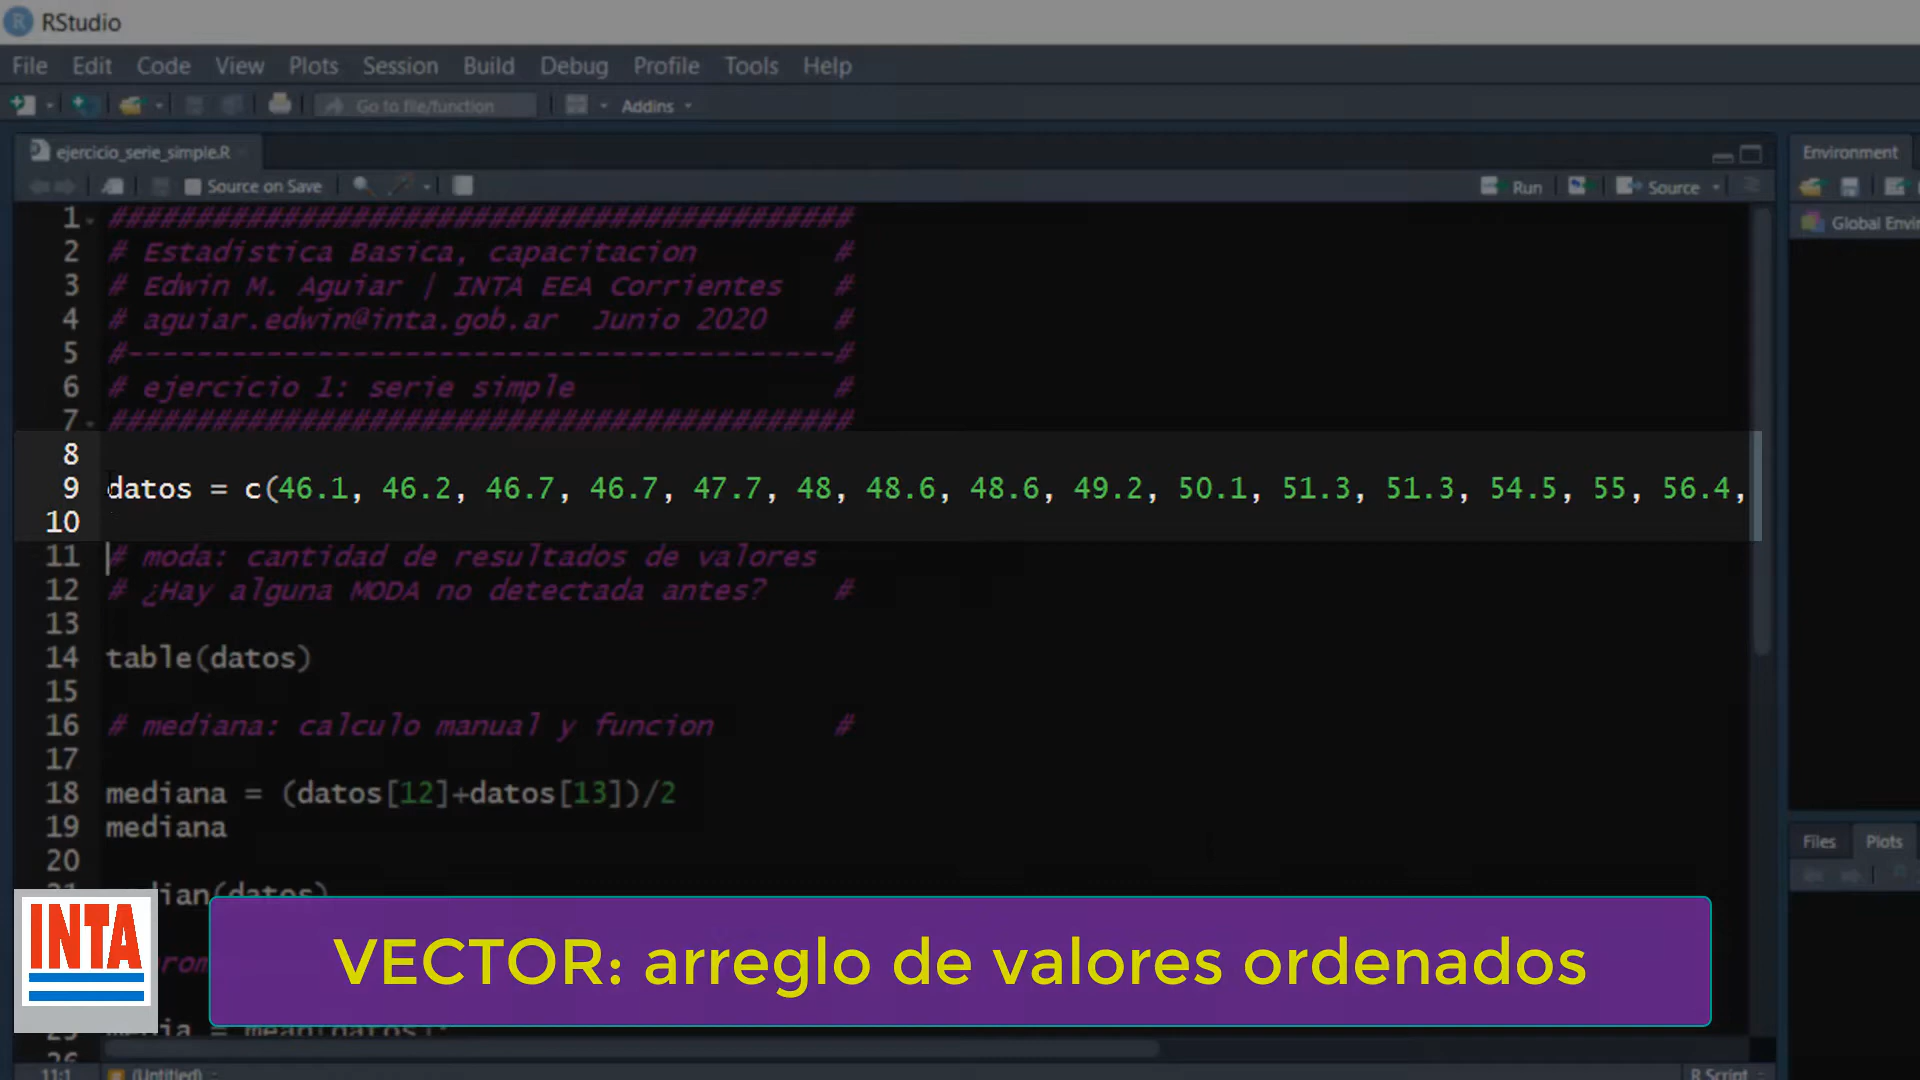 RStudio
File Edit Code View Plots Session Build Debug Profile Tools Help
Go to file/function Addins
ejercicio_serie_simple.R
Source on Save Run Source
Environment
1 ###########################################
2 # Estadistica Basica, capacitacion #
3 # Edwin M. Aguiar | INTA EEA Corrientes #
4 # aguiar.edwin@inta.gob.ar Junio 2020 #
5 #-----------------------------------------#
6 # ejercicio 1: serie simple #
7 ###########################################
8
9 datos = c(46.1, 46.2, 46.7, 46.7, 47.7, 48, 48.6, 48.6, 49.2, 50.1, 51.3, 51.3, 54.5, 55, 56.4,
10
11 # moda: cantidad de resultados de valores
12 # ¿Hay alguna MODA no detectada antes? #
13
14 table(datos)
15
16 # mediana: calculo manual y funcion #
17
18 mediana = (datos[12]+datos[13])/2
19 mediana
20
Global
Files Plots
INTA
VECTOR: arreglo de valores ordenados
11:1 (Untitled) R Script